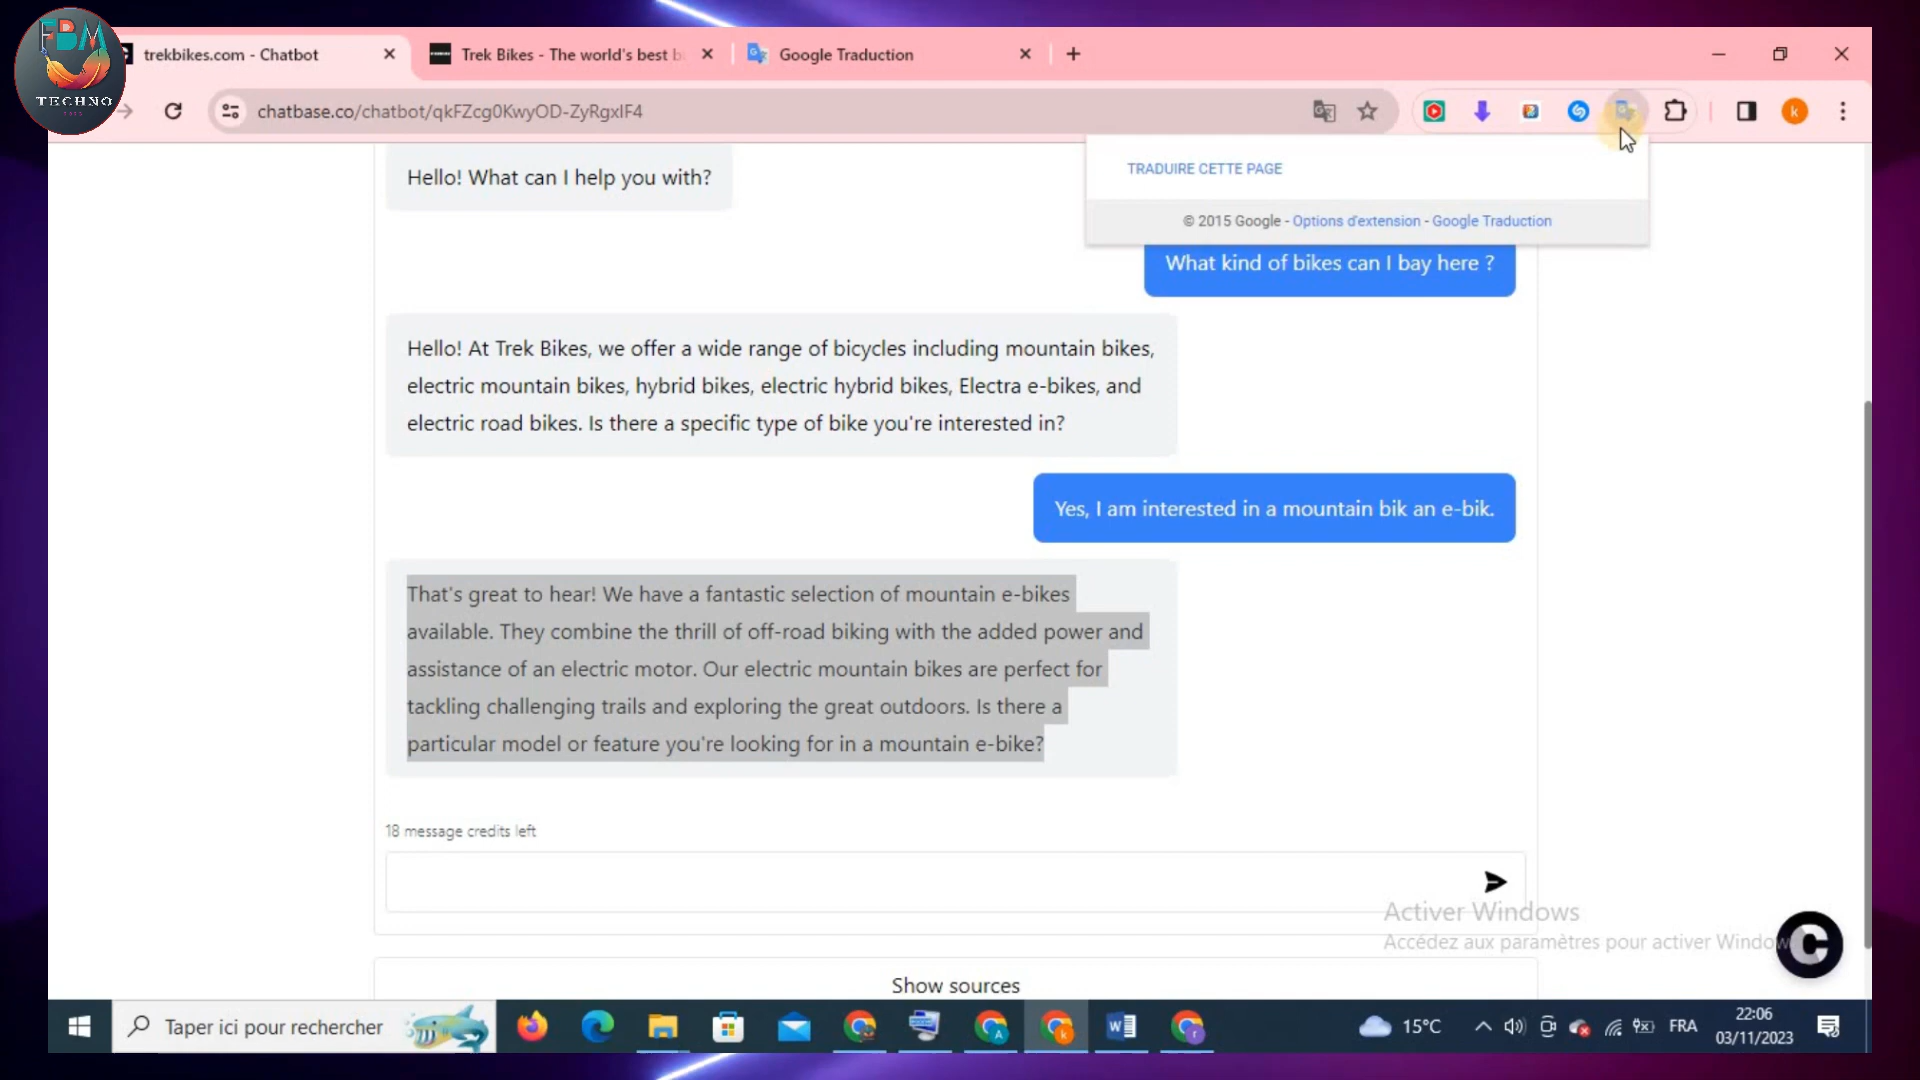 FBM
TECHNO
trekbikes.com - Chatbot
Trek Bikes - The world's best b
Google Traduction
chatbase.co/chatbot/qkFZcg0KwyOD-ZyRgxIF4
k
TRADUIRE CETTE PAGE
© 2015 Google - Options d'extension - Google Traduction
Hello! What can I help you with?
What kind of bikes can I bay here ?
Hello! At Trek Bikes, we offer a wide range of bicycles including mountain bikes,
electric mountain bikes, hybrid bikes, electric hybrid bikes, Electra e-bikes, and
electric road bikes. Is there a specific type of bike you're interested in?
Yes, I am interested in a mountain bik an e-bik.
That's great to hear! We have a fantastic selection of mountain e-bikes
available. They combine the thrill of off-road biking with the added power and
assistance of an electric motor. Our electric mountain bikes are perfect for
tackling challenging trails and exploring the great outdoors. Is there a
particular model or feature you're looking for in a mountain e-bike?
18 message credits left
Activer Windows
Accédez aux paramètres pour activer Windo
Show sources
Taper ici pour rechercher
15°C
FRA
22:06
03/11/2023